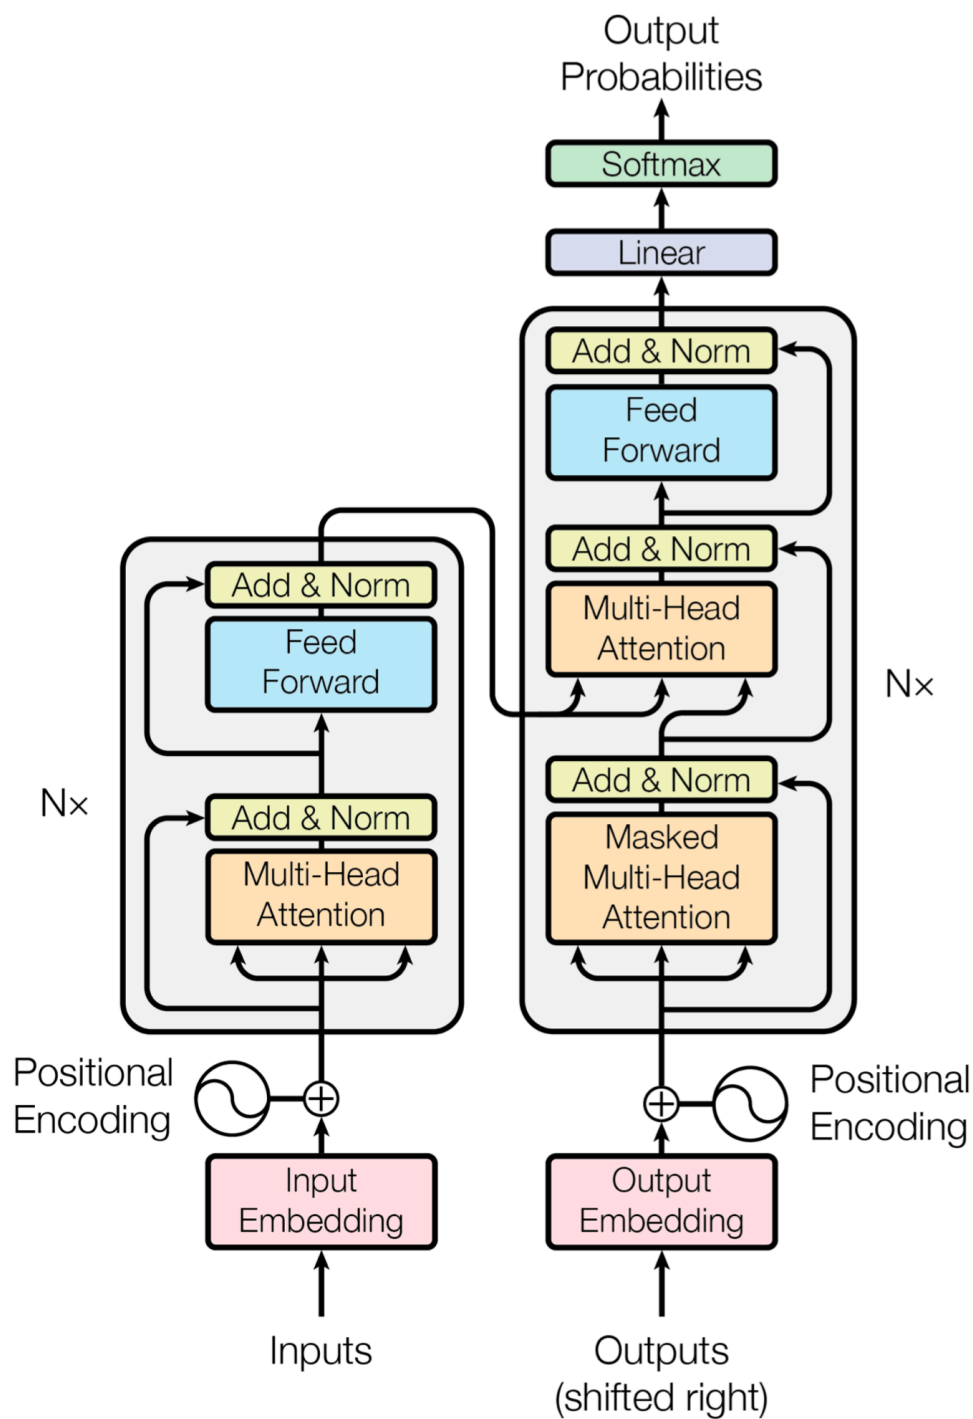 Output
Probabilities
Softmax
Linear
Add & Norm
Feed
Forward
Add & Norm
Multi-Head
Attention
Add & Norm
Masked
Multi-Head
Attention
N×
Add & Norm
Feed
Forward
Add & Norm
Multi-Head
Attention
N×
Positional
Encoding
Positional
Encoding
Input
Embedding
Output
Embedding
Inputs
Outputs
(shifted right)